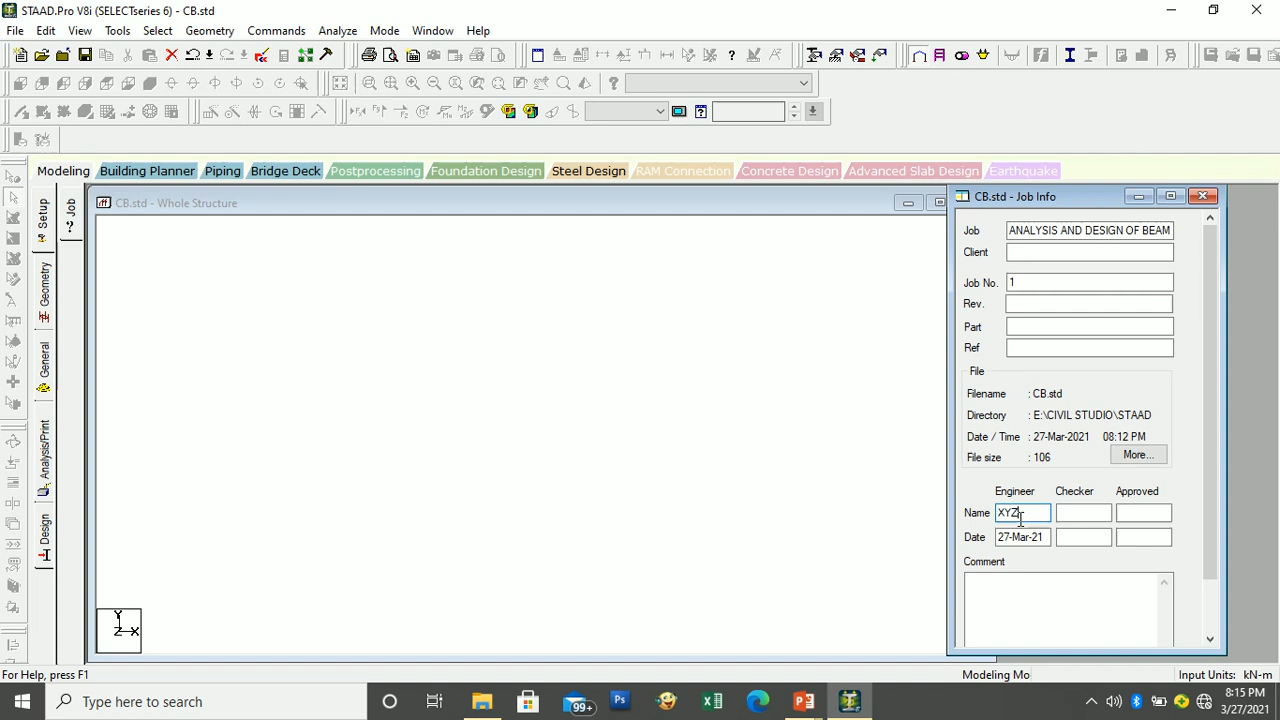 STAAD.Pro V8i (SELECTseries 6) - CB.std
File Edit View Tools Select Geometry Commands Analyze Mode Window Help
Modeling Building Planner Piping Bridge Deck Postprocessing Foundation Design Steel Design RAM Connection Concrete Design Advanced Slab Design Earthquake
Setup
Geometry
General
Analysis/Print
Design
Job
CB.std - Whole Structure
Y
Z X
CB.std - Job Info
Job ANALYSIS AND DESIGN OF BEAM
Client
Job No. 1
Rev.
Part
Ref
File
Filename : CB.std
Directory : E:\CIVIL STUDIO\STAAD
Date / Time : 27-Mar-2021 08:12 PM
File size : 106 More...
Engineer Checker Approved
Name XYZ
Date 27-Mar-21
Comment
For Help, press F1
Modeling Mo
Input Units: kN-m
Type here to search
99+
8:15 PM
3/27/2021